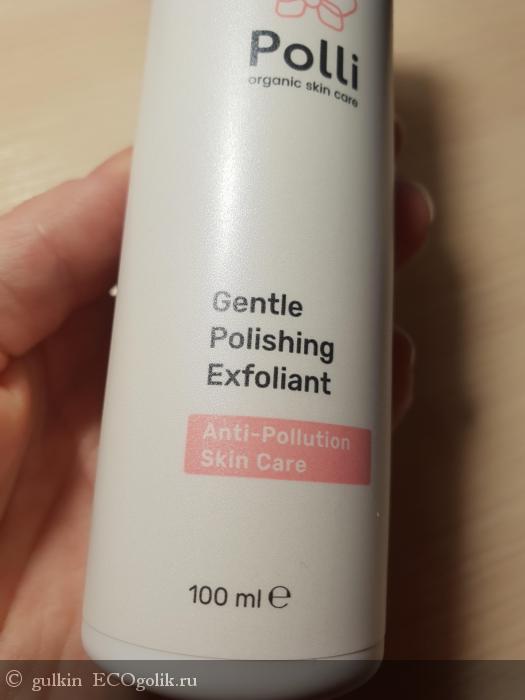 Polli
organic skin care
Gentle
Polishing
Exfoliant
Anti-Pollution
Skin Care
100 ml ℮
© gulkin ECOgolik.ru